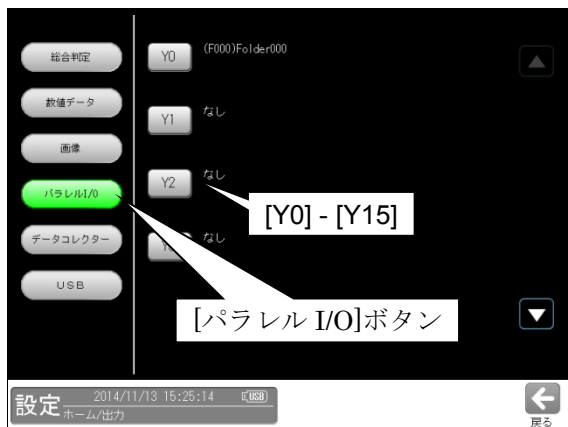 総合判定
数値データ
画像
パラレルI/O
データコレクター
USB
Y0 (F000)Folder000
Y1 なし
Y2 なし
なし
[Y0] - [Y15]
[パラレル I/O]ボタン
設定 2014/11/13 15:25:14 (USB)
ホーム/出力
戻る